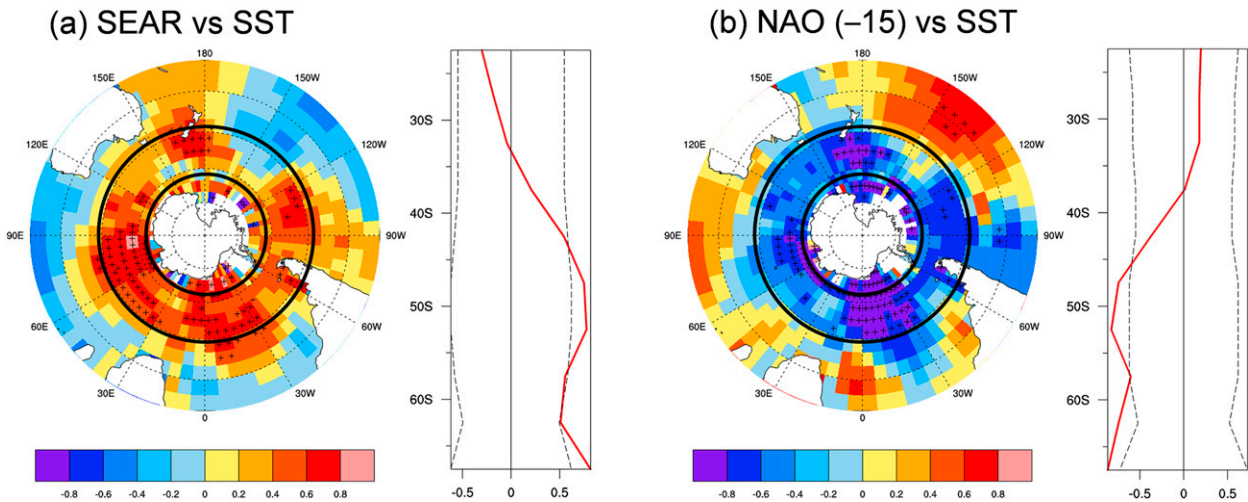 (a) SEAR vs SST
180
150E
150W
120E
120W
90E
90W
60E
60W
30E
30W
0
-0.8 -0.6 -0.4 -0.2 0 0.2 0.4 0.6 0.8
30S
40S
50S
60S
-0.5 0 0.5
(b) NAO (–15) vs SST
180
150E
150W
120E
120W
90E
90W
60E
60W
30E
30W
0
-0.8 -0.6 -0.4 -0.2 0 0.2 0.4 0.6 0.8
30S
40S
50S
60S
-0.5 0 0.5